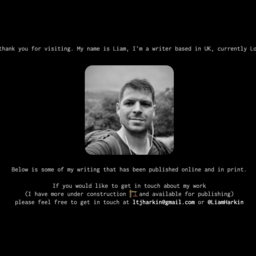 thank you for visiting. My name is Liam, I'm a writer based in UK, currently Lo
Below is some of my writing that has been published online and in print.
If you would like to get in touch about my work
(I have more under construction 🏗 and available for publishing)
please feel free to get in touch at ltjharkin@gmail.com or @LiamHarkin